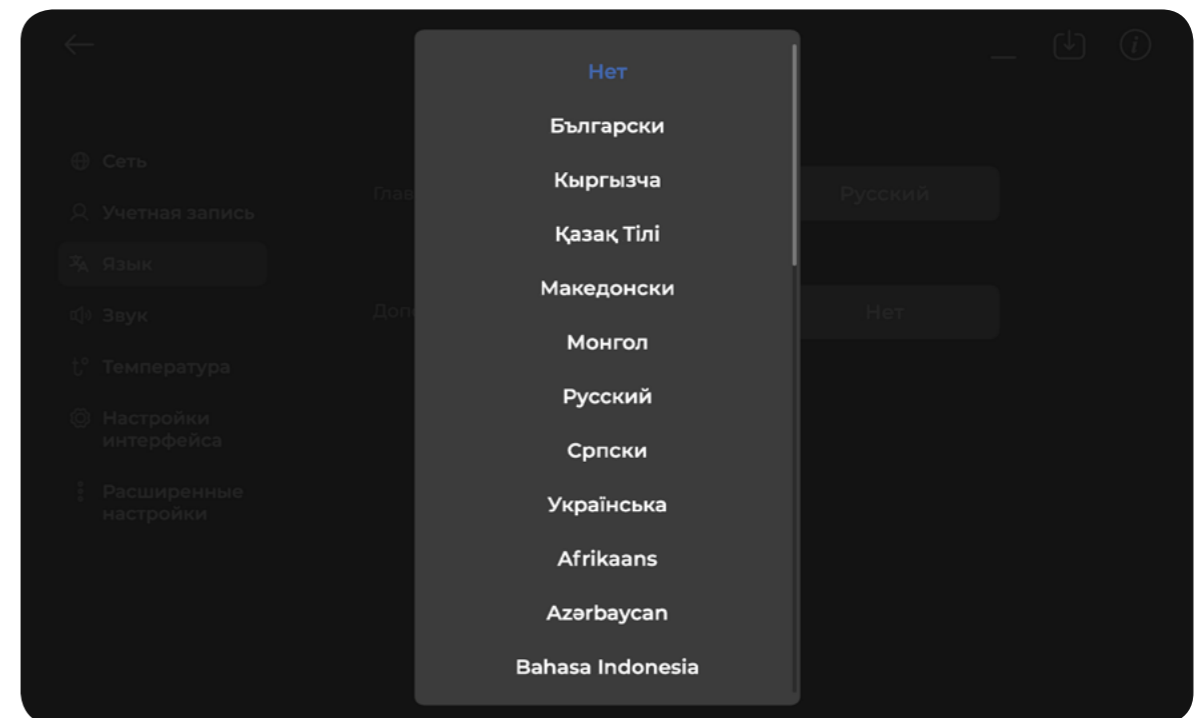 Сеть
Учетная запись
Язык
Звук
Температура
Настройки
интерфейса
Расширенные
настройки
Русский
Нет
Нет
Български
Кыргызча
Қазақ Тілі
Македонски
Монгол
Русский
Српски
Українська
Afrikaans
Azərbaycan
Bahasa Indonesia